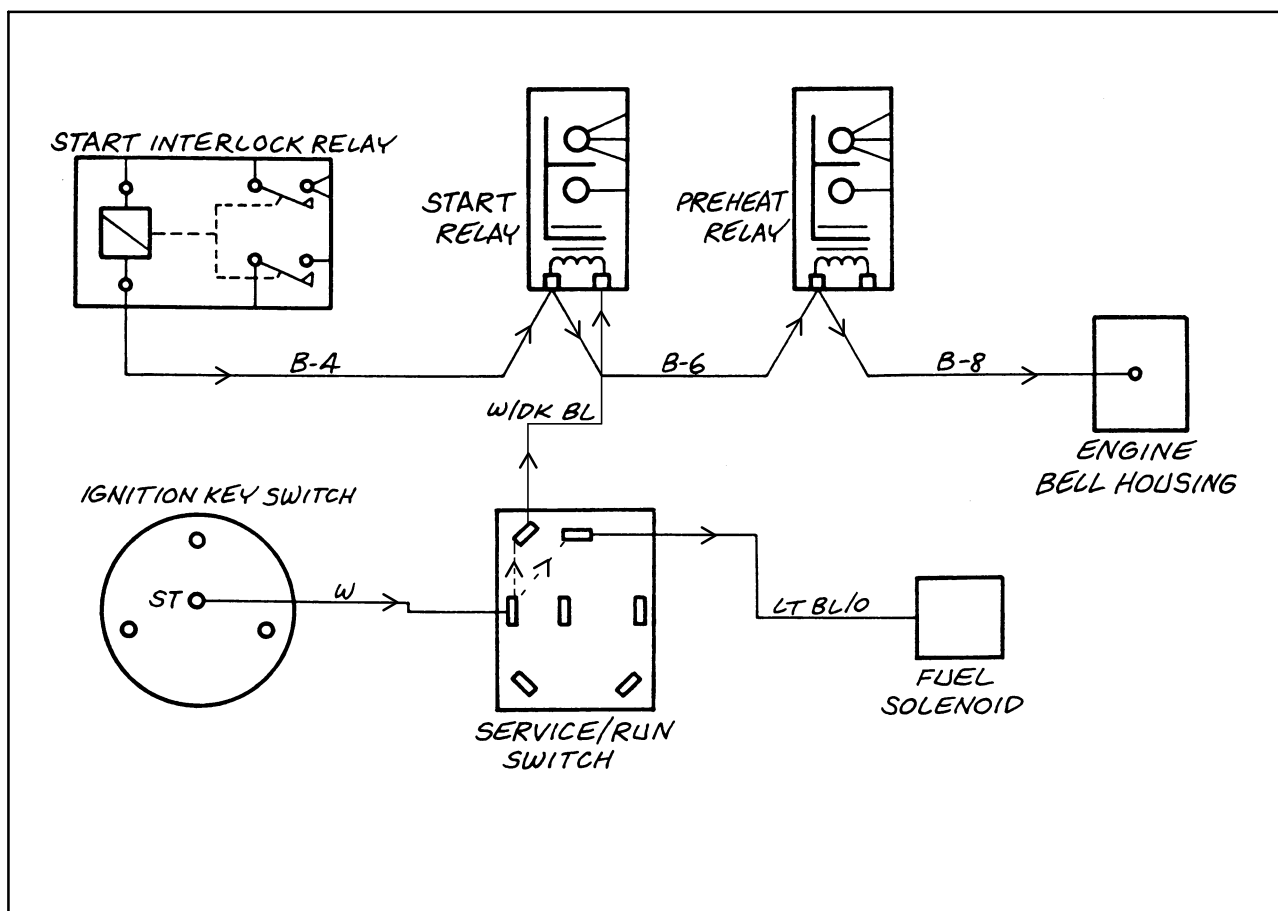 START INTERLOCK RELAY
START
RELAY
PREHEAT
RELAY
B-4
B-6
B-8
W/DK BL
ENGINE
BELL HOUSING
IGNITION KEY SWITCH
ST
W
LT BL/O
FUEL
SOLENOID
SERVICE/RUN
SWITCH